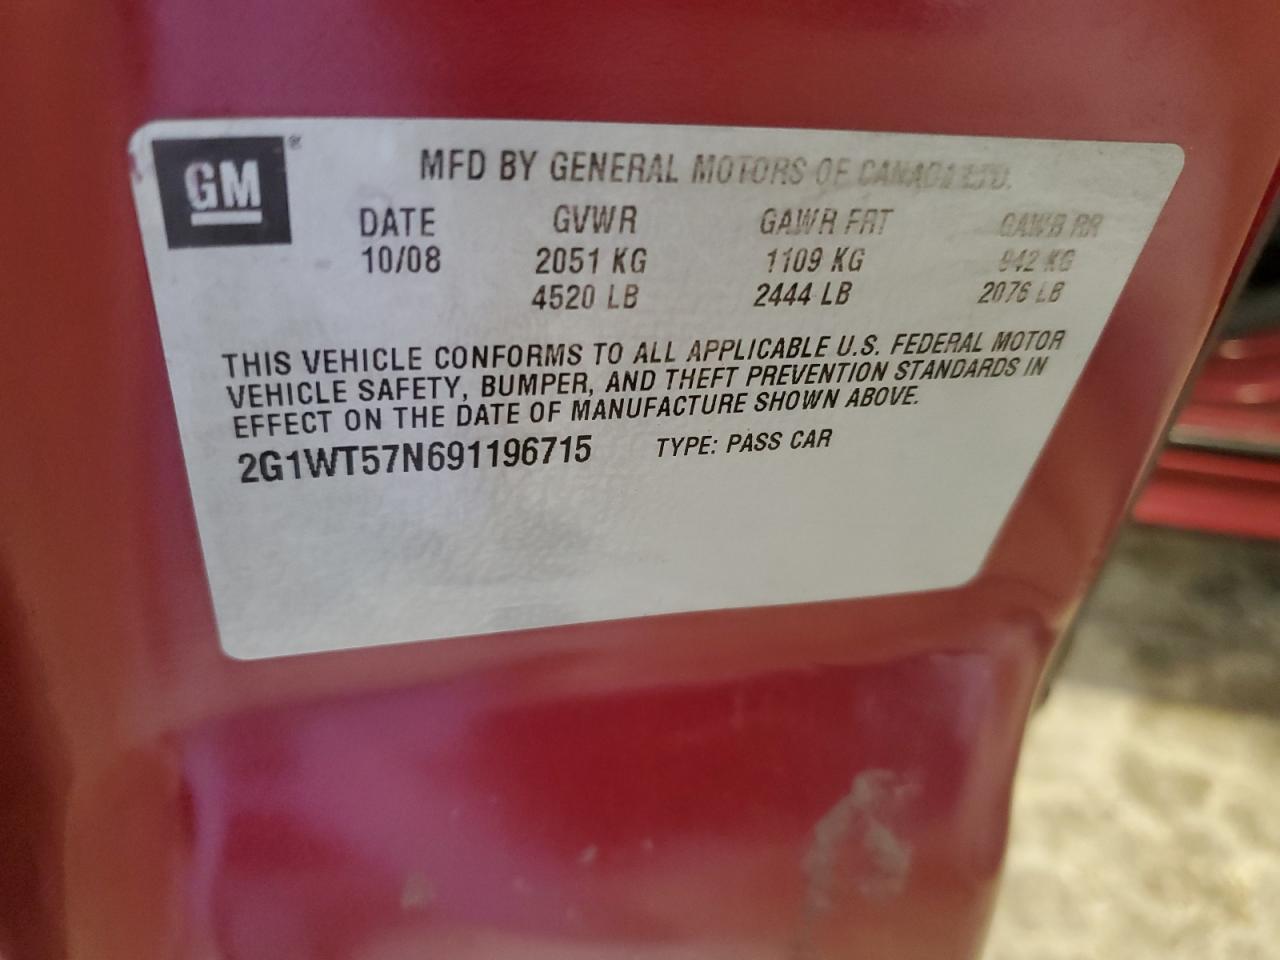 GM ®
MFD BY GENERAL MOTORS OF CANADA LTD.
DATE GVWR GAWR FRT GAWR RR
10/08 2051 KG 1109 KG 942 KG
4520 LB 2444 LB 2076 LB
THIS VEHICLE CONFORMS TO ALL APPLICABLE U.S. FEDERAL MOTOR
VEHICLE SAFETY, BUMPER, AND THEFT PREVENTION STANDARDS IN
EFFECT ON THE DATE OF MANUFACTURE SHOWN ABOVE.
2G1WT57N691196715 TYPE: PASS CAR